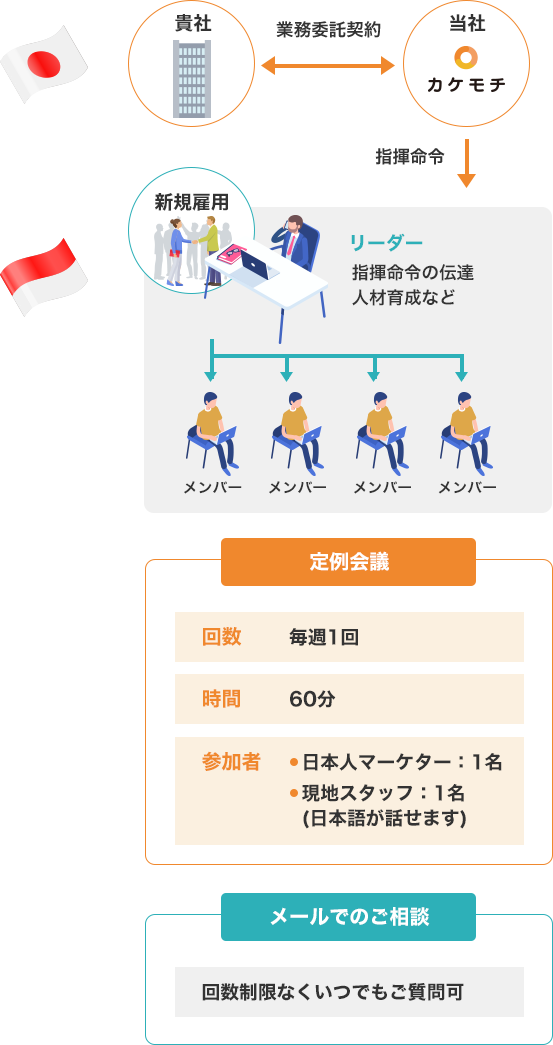 貴社
業務委託契約
当社
カケモチ
指揮命令
新規雇用
リーダー
指揮命令の伝達
人材育成など
メンバー
メンバー
メンバー
メンバー
定例会議
回数 毎週1回
時間 60分
参加者 ●日本人マーケター：1名
●現地スタッフ：1名
(日本語が話せます)
メールでのご相談
回数制限なくいつでもご質問可